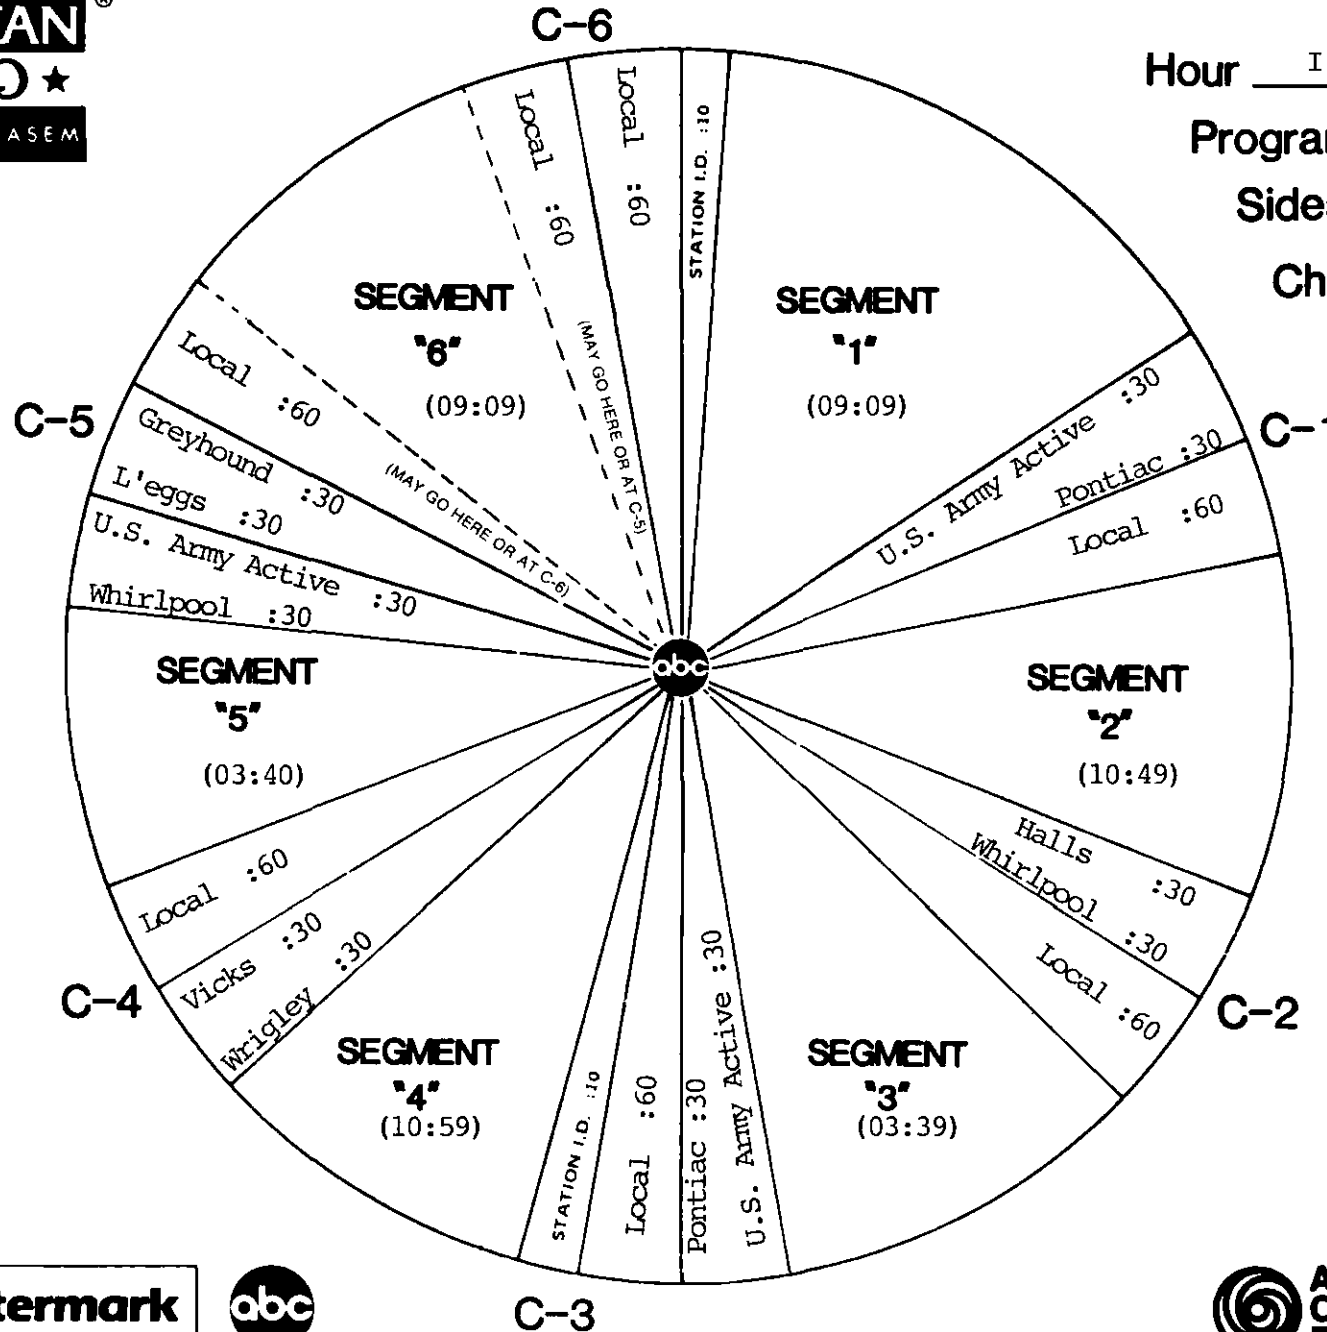 C-6
AN®
ASEM
Hour I
Progra
Side
Ch
STATION I.D. :10
SEGMENT
"1"
(09:09)
U.S. Army Active :30
Pontiac :30
C-1
Local :60
SEGMENT
"2"
(10:49)
Halls :30
Whirlpool :30
C-2
Local :60
SEGMENT
"3"
(03:39)
U.S. Army Active :30
Pontiac :30
C-3
Local :60
STATION I.D. :10
SEGMENT
"4"
(10:59)
Wrigley :30
Vicks :30
C-4
Local :60
SEGMENT
"5"
(03:40)
Whirlpool :30
U.S. Army Active :30
L'eggs :30
Greyhound :30
C-5
Local :60
(MAY GO HERE OR AT C-6)
SEGMENT
"6"
(09:09)
Local :60
(MAY GO HERE OR AT C-5)
Local :60
abc
termark
abc